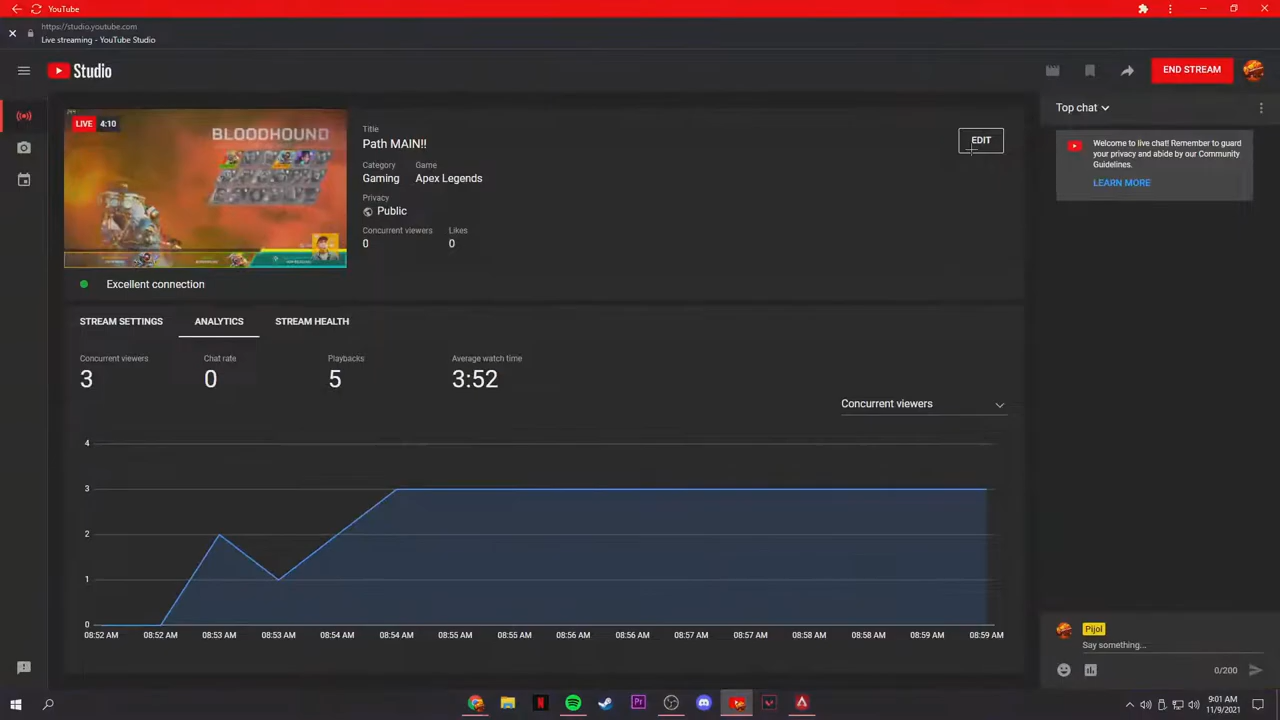 YouTube
https://studio.youtube.com
Live streaming - YouTube Studio
Studio
END STREAM
LIVE 4:10
BLOODHOUND
Title
Path MAIN!!
Category Game
Gaming Apex Legends
Privacy
Public
Concurrent viewers Likes
0 0
EDIT
Excellent connection
Top chat
Welcome to live chat! Remember to guard
your privacy and abide by our Community
Guidelines.
LEARN MORE
STREAM SETTINGS ANALYTICS STREAM HEALTH
Concurrent viewers Chat rate Playbacks Average watch time
3 0 5 3:52
Concurrent viewers
4
3
2
1
0
08:52 AM 08:52 AM 08:53 AM 08:53 AM 08:54 AM 08:54 AM 08:55 AM 08:55 AM 08:56 AM 08:56 AM 08:57 AM 08:57 AM 08:58 AM 08:58 AM 08:59 AM 08:59 AM
Pijol
Say something...
0/200
N Pr
9:01 AM
11/9/2021